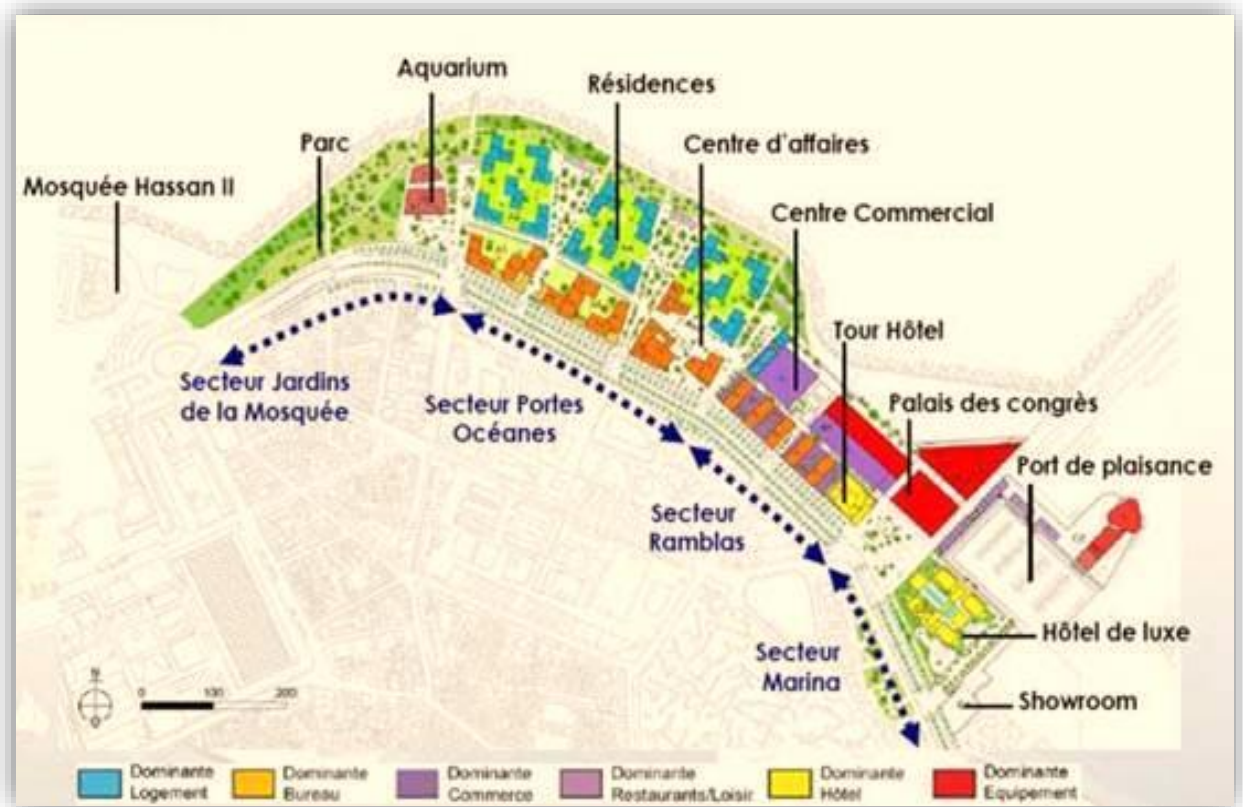 Aquarium
Résidences
Parc
Centre d'affaires
Mosquée Hassan II
Centre Commercial
Tour Hôtel
Secteur Jardins
de la Mosquée
Secteur Portes
Océanes
Palais des congrès
Port de plaisance
Secteur
Ramblas
Hôtel de luxe
Secteur
Marina
Showroom
0 100 200
Dominante
Logement
Dominante
Bureau
Dominante
Commerce
Dominante
Restaurants/Loisir
Dominante
Hôtel
Dominante
Equipement